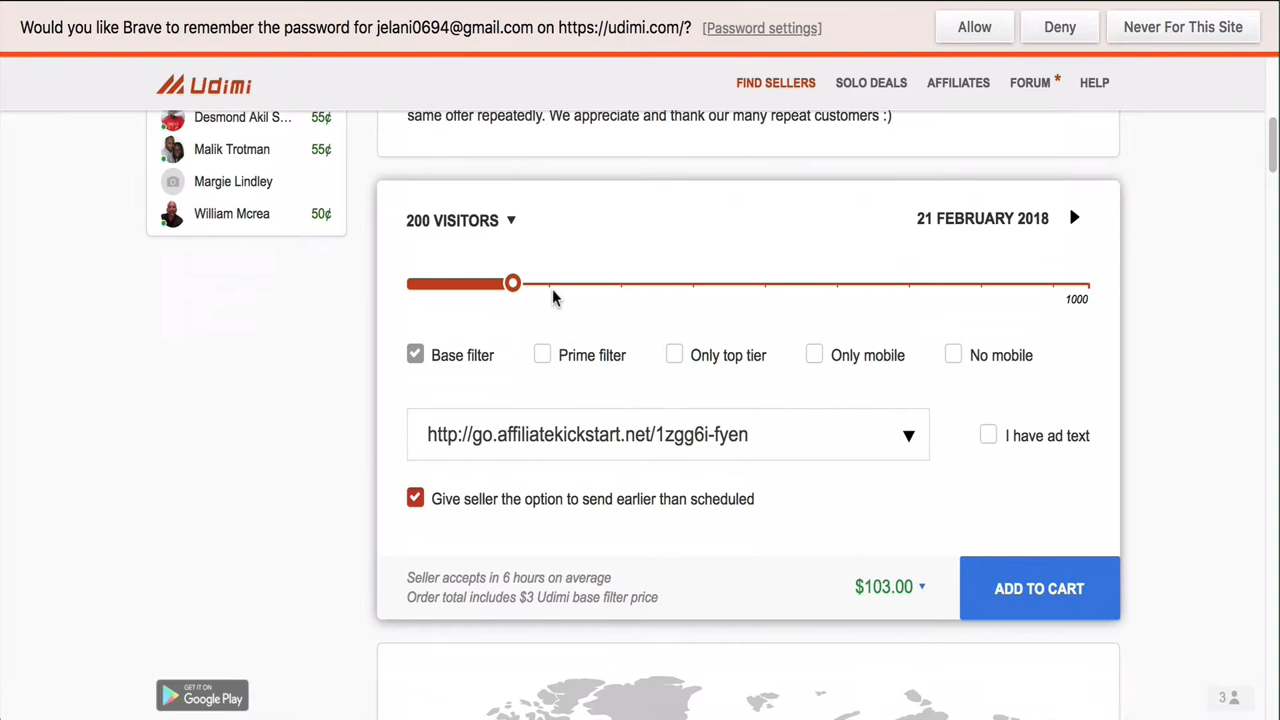 Would you like Brave to remember the password for jelani0694@gmail.com on https://udimi.com/? [Password settings] Allow Deny Never For This Site
Udimi FIND SELLERS SOLO DEALS AFFILIATES FORUM * HELP
Desmond Akil S... 55¢
Malik Trotman 55¢
Margie Lindley
William Mcrea 50¢
same offer repeatedly. We appreciate and thank our many repeat customers :)
200 VISITORS ▼ 21 FEBRUARY 2018
1000
Base filter Prime filter Only top tier Only mobile No mobile
http://go.affiliatekickstart.net/1zgg6i-fyen I have ad text
Give seller the option to send earlier than scheduled
Seller accepts in 6 hours on average
Order total includes $3 Udimi base filter price
$103.00 ADD TO CART
GET IT ON
Google Play
3